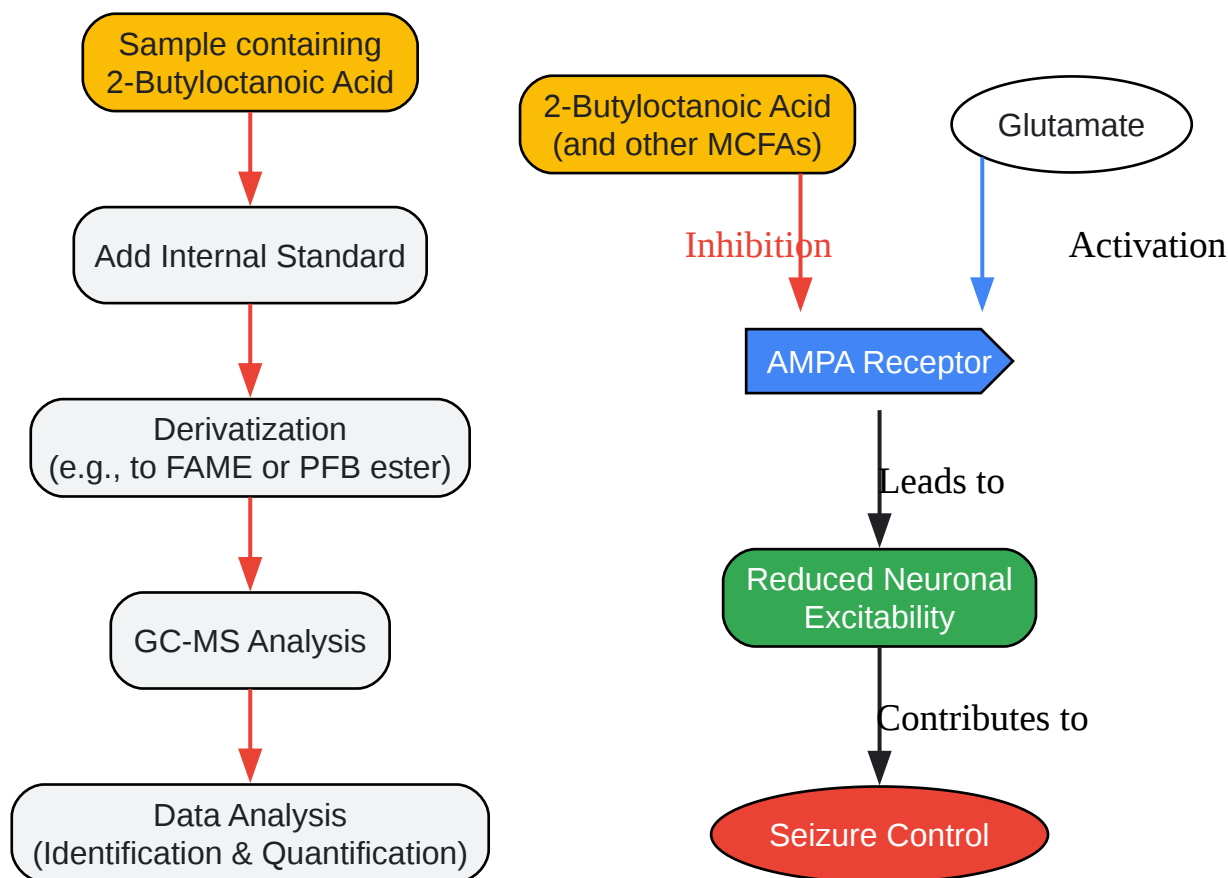 Sample containing
2-Butyloctanoic Acid
Add Internal Standard
Derivatization
(e.g., to FAME or PFB ester)
GC-MS Analysis
Data Analysis
(Identification & Quantification)
2-Butyloctanoic Acid
(and other MCFAs)
Glutamate
Inhibition
Activation
AMPA Receptor
Leads to
Reduced Neuronal
Excitability
Contributes to
Seizure Control